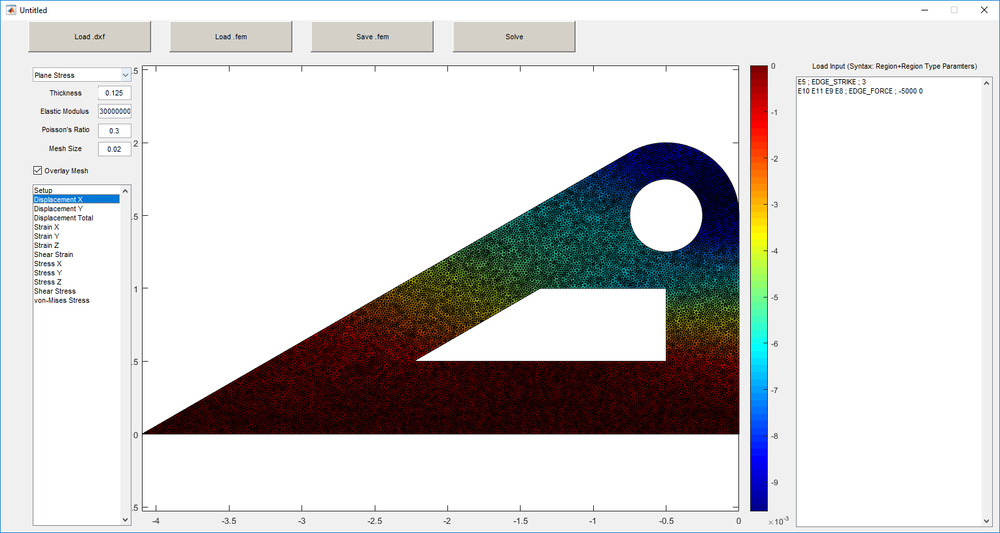 Untitled
Load .dxf
Load .fem
Save .fem
Solve
Plane Stress
Thickness
0.125
Elastic Modulus
30000000
Poisson's Ratio
0.3
Mesh Size
0.02
Overlay Mesh
Setup
Displacement X
Displacement Y
Displacement Total
Strain X
Strain Y
Strain Z
Shear Strain
Stress X
Stress Y
Stress Z
Shear Stress
von-Mises Stress
.5
2
.5
1
.5
0
.5
-4
-3.5
-3
-2.5
-2
-1.5
-1
-0.5
0
0
-1
-2
-3
-4
-5
-6
-7
-8
-9
×10-3
Load Input (Syntax: Region+Region Type Paramters)
E5 ; EDGE_STRIKE ; 3
E10 E11 E9 E8 ; EDGE_FORCE ; -5000 0